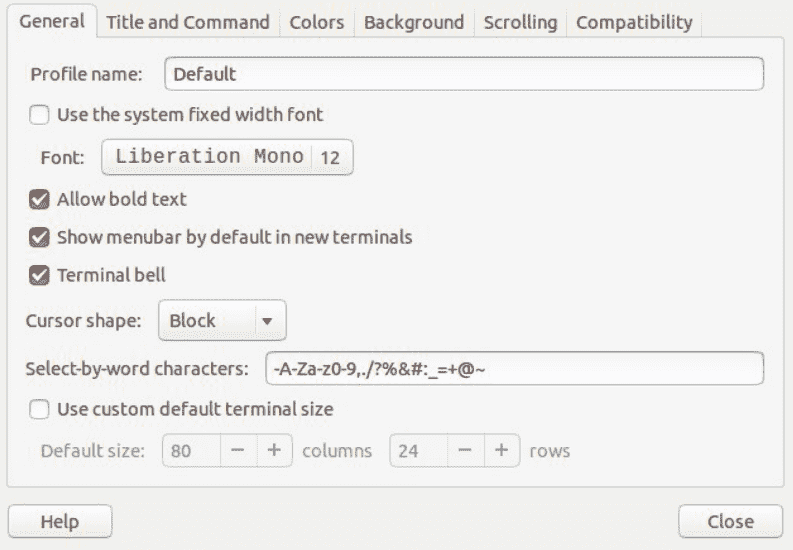 General Title and Command Colors Background Scrolling Compatibility
Profile name: Default
Use the system fixed width font
Font: Liberation Mono 12
Allow bold text
Show menubar by default in new terminals
Terminal bell
Cursor shape: Block
Select-by-word characters: -A-Za-z0-9,./?%&#:_=+@~
Use custom default terminal size
Default size: 80 − + columns 24 − + rows
Help Close